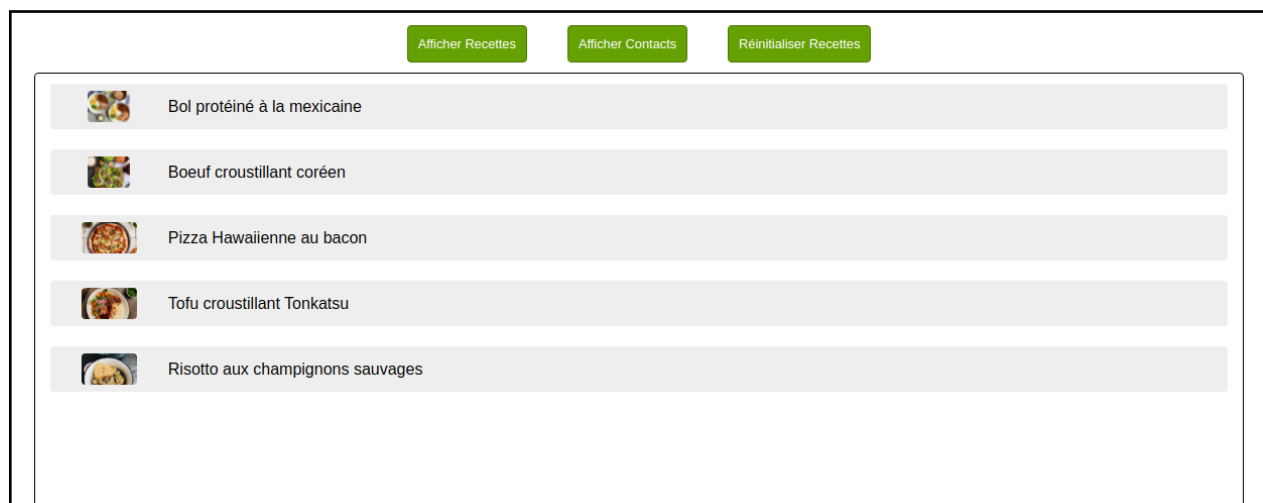 Afficher Recettes Afficher Contacts Réinitialiser Recettes
Bol protéiné à la mexicaine
Boeuf croustillant coréen
Pizza Hawaiienne au bacon
Tofu croustillant Tonkatsu
Risotto aux champignons sauvages